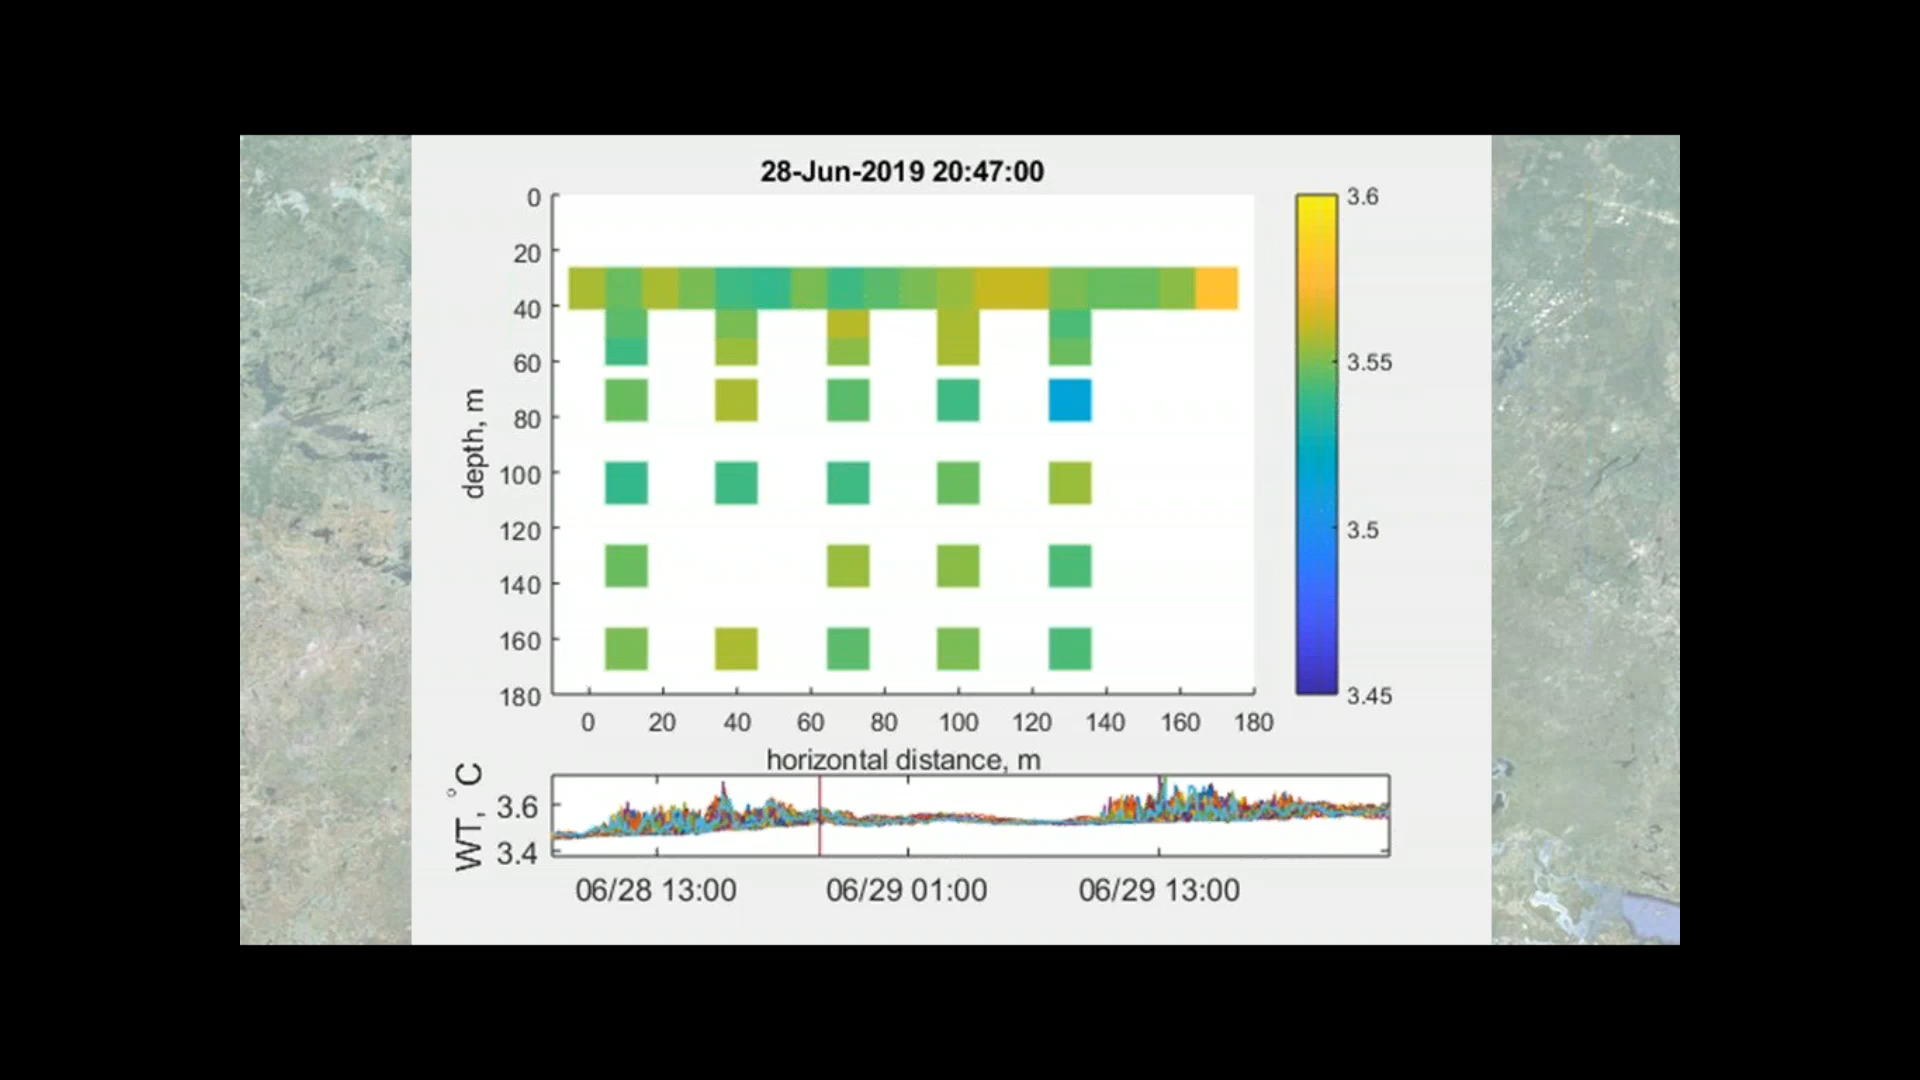 28-Jun-2019 20:47:00
0
20
40
60
80
100
120
140
160
180
depth, m
0 20 40 60 80 100 120 140 160 180
horizontal distance, m
3.6
3.55
3.5
3.45
WT, °C
3.6
3.4
06/28 13:00 06/29 01:00 06/29 13:00